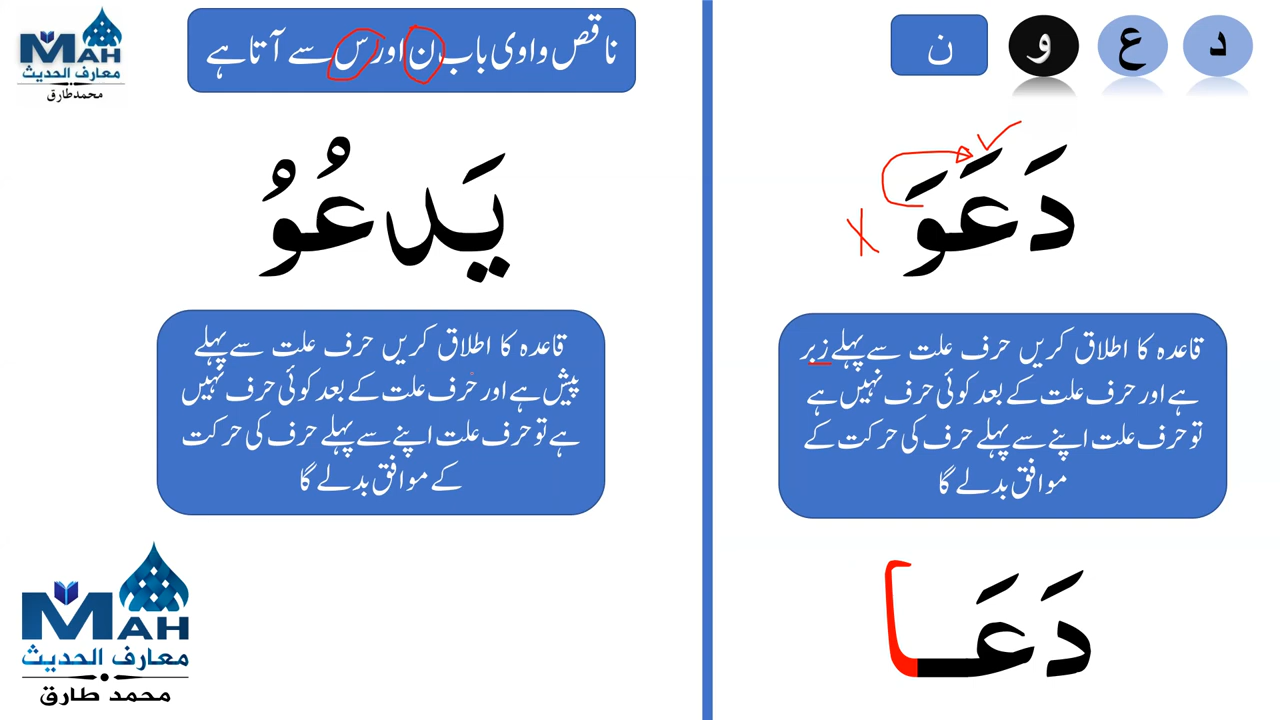 د ع و ن
دَعَوَ
قاعدہ کا اطلاق کریں حرف علت سے پہلے زبر
ہے اور حرف علت کے بعد کوئی حرف نہیں ہے
تو حرف علت اپنے سے پہلے حرف کی حرکت کے
موافق بدلے گا
دَعَا
ناقص واوی باب ن اور س سے آتا ہے
يَدعُوُ
قاعدہ کا اطلاق کریں حرف علت سے پہلے
پیش ہے اور حرف علت کے بعد کوئی حرف نہیں
ہے تو حرف علت اپنے سے پہلے حرف کی حرکت
کے موافق بدلے گا
MAH
معارف الحدیث
محمد طارق
MAH
معارف الحدیث
محمد طارق